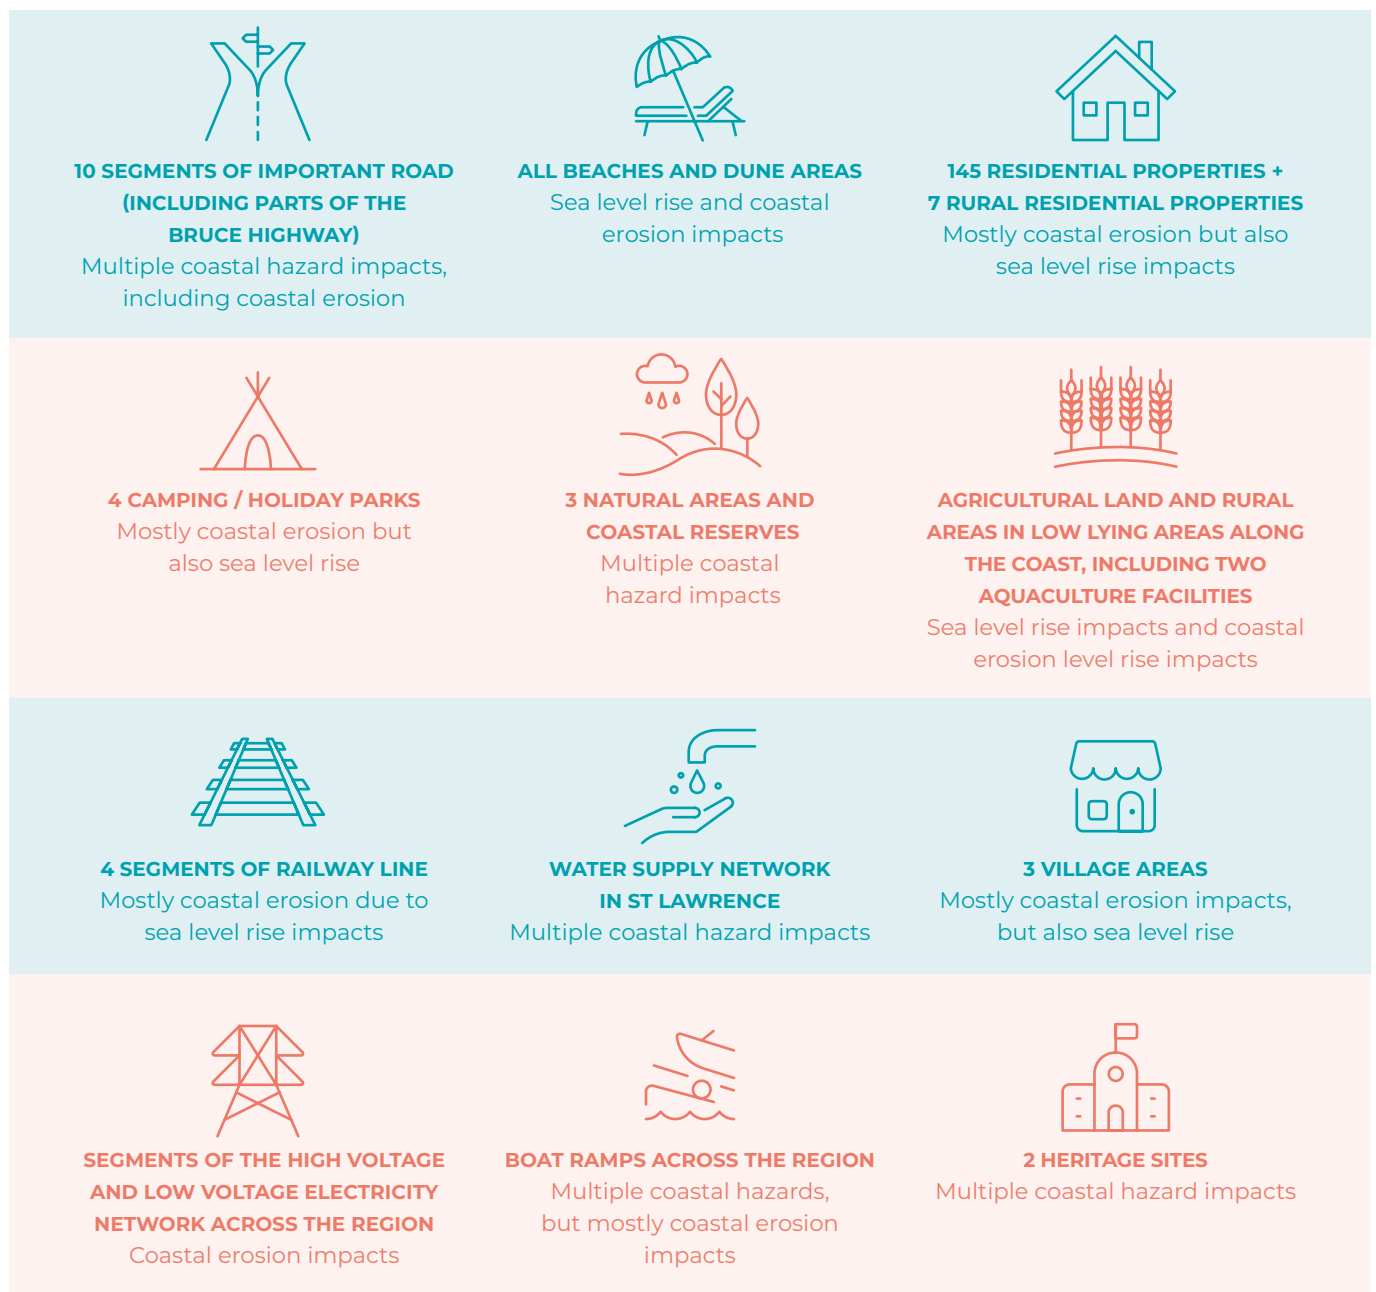 10 SEGMENTS OF IMPORTANT ROAD
(INCLUDING PARTS OF THE
BRUCE HIGHWAY)
Multiple coastal hazard impacts,
including coastal erosion
ALL BEACHES AND DUNE AREAS
Sea level rise and coastal
erosion impacts
145 RESIDENTIAL PROPERTIES +
7 RURAL RESIDENTIAL PROPERTIES
Mostly coastal erosion but also
sea level rise impacts
4 CAMPING / HOLIDAY PARKS
Mostly coastal erosion but
also sea level rise
3 NATURAL AREAS AND
COASTAL RESERVES
Multiple coastal
hazard impacts
AGRICULTURAL LAND AND RURAL
AREAS IN LOW LYING AREAS ALONG
THE COAST, INCLUDING TWO
AQUACULTURE FACILITIES
Sea level rise impacts and coastal
erosion level rise impacts
4 SEGMENTS OF RAILWAY LINE
Mostly coastal erosion due to
sea level rise impacts
WATER SUPPLY NETWORK
IN ST LAWRENCE
Multiple coastal hazard impacts
3 VILLAGE AREAS
Mostly coastal erosion impacts,
but also sea level rise
SEGMENTS OF THE HIGH VOLTAGE
AND LOW VOLTAGE ELECTRICITY
NETWORK ACROSS THE REGION
Coastal erosion impacts
BOAT RAMPS ACROSS THE REGION
Multiple coastal hazards,
but mostly coastal erosion
impacts
2 HERITAGE SITES
Multiple coastal hazard impacts